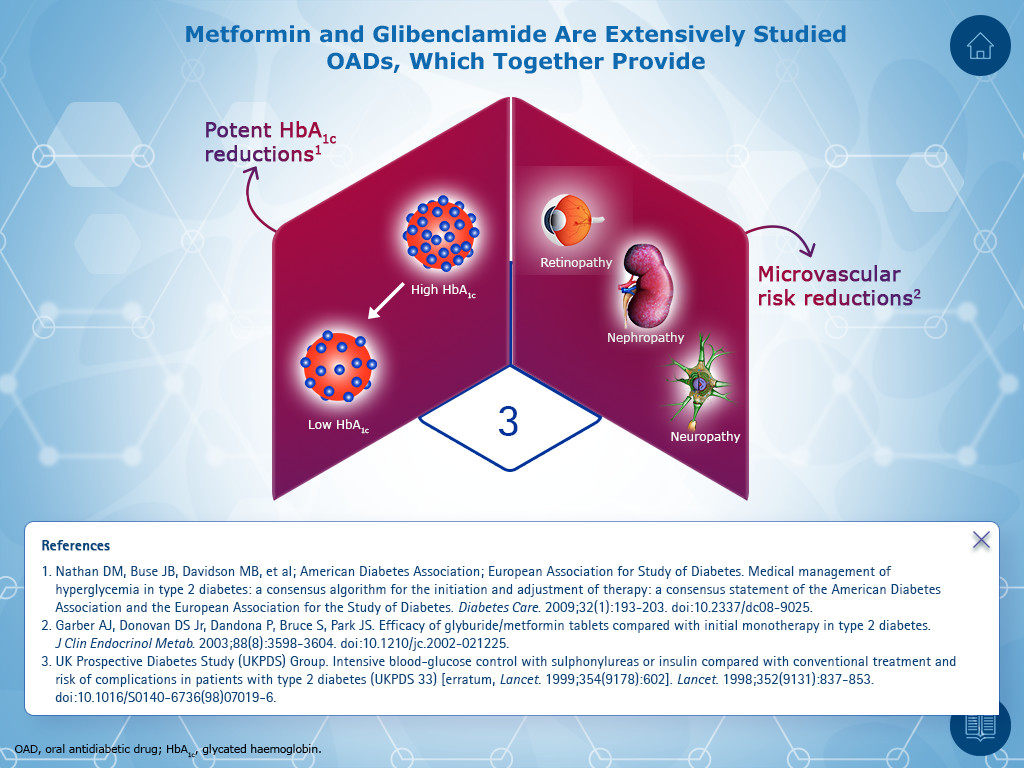 Metformin and Glibenclamide Are Extensively Studied
OADs, Which Together Provide
Potent HbA1c
reductions1
High HbA1c
Low HbA1c
Retinopathy
Nephropathy
Neuropathy
Microvascular
risk reductions2
3
References
1. Nathan DM, Buse JB, Davidson MB, et al; American Diabetes Association; European Association for Study of Diabetes. Medical management of
hyperglycemia in type 2 diabetes: a consensus algorithm for the initiation and adjustment of therapy: a consensus statement of the American Diabetes
Association and the European Association for the Study of Diabetes. Diabetes Care. 2009;32(1):193-203. doi:10.2337/dc08-9025.
2. Garber AJ, Donovan DS Jr, Dandona P, Bruce S, Park JS. Efficacy of glyburide/metformin tablets compared with initial monotherapy in type 2 diabetes.
J Clin Endocrinol Metab. 2003;88(8):3598-3604. doi:10.1210/jc.2002-021225.
3. UK Prospective Diabetes Study (UKPDS) Group. Intensive blood-glucose control with sulphonylureas or insulin compared with conventional treatment and
risk of complications in patients with type 2 diabetes (UKPDS 33) [erratum, Lancet. 1999;354(9178):602]. Lancet. 1998;352(9131):837-853.
doi:10.1016/S0140-6736(98)07019-6.
OAD, oral antidiabetic drug; HbA1c, glycated haemoglobin.